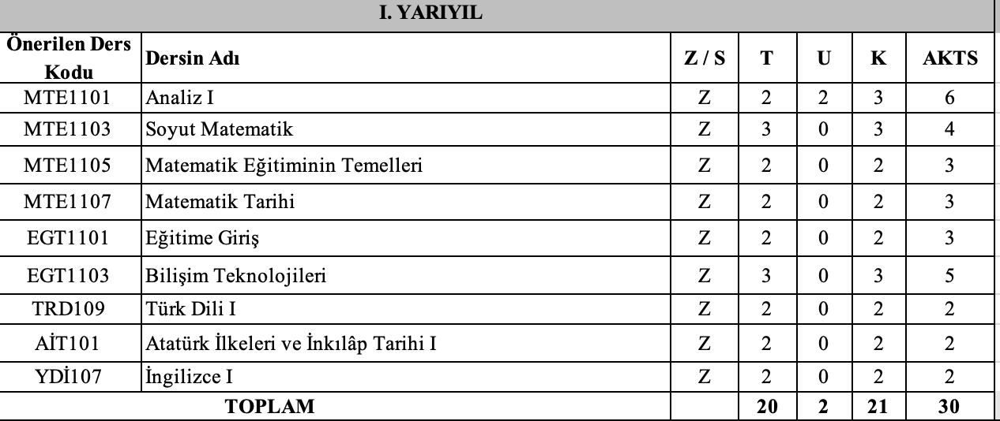 I. YARIYIL
Önerilen Ders Kodu Dersin Adı Z / S T U K AKTS
MTE1101 Analiz I Z 2 2 3 6
MTE1103 Soyut Matematik Z 3 0 3 4
MTE1105 Matematik Eğitiminin Temelleri Z 2 0 2 3
MTE1107 Matematik Tarihi Z 2 0 2 3
EGT1101 Eğitime Giriş Z 2 0 2 3
EGT1103 Bilişim Teknolojileri Z 3 0 3 5
TRD109 Türk Dili I Z 2 0 2 2
AİT101 Atatürk İlkeleri ve İnkılâp Tarihi I Z 2 0 2 2
YDİ107 İngilizce I Z 2 0 2 2
TOPLAM 20 2 21 30